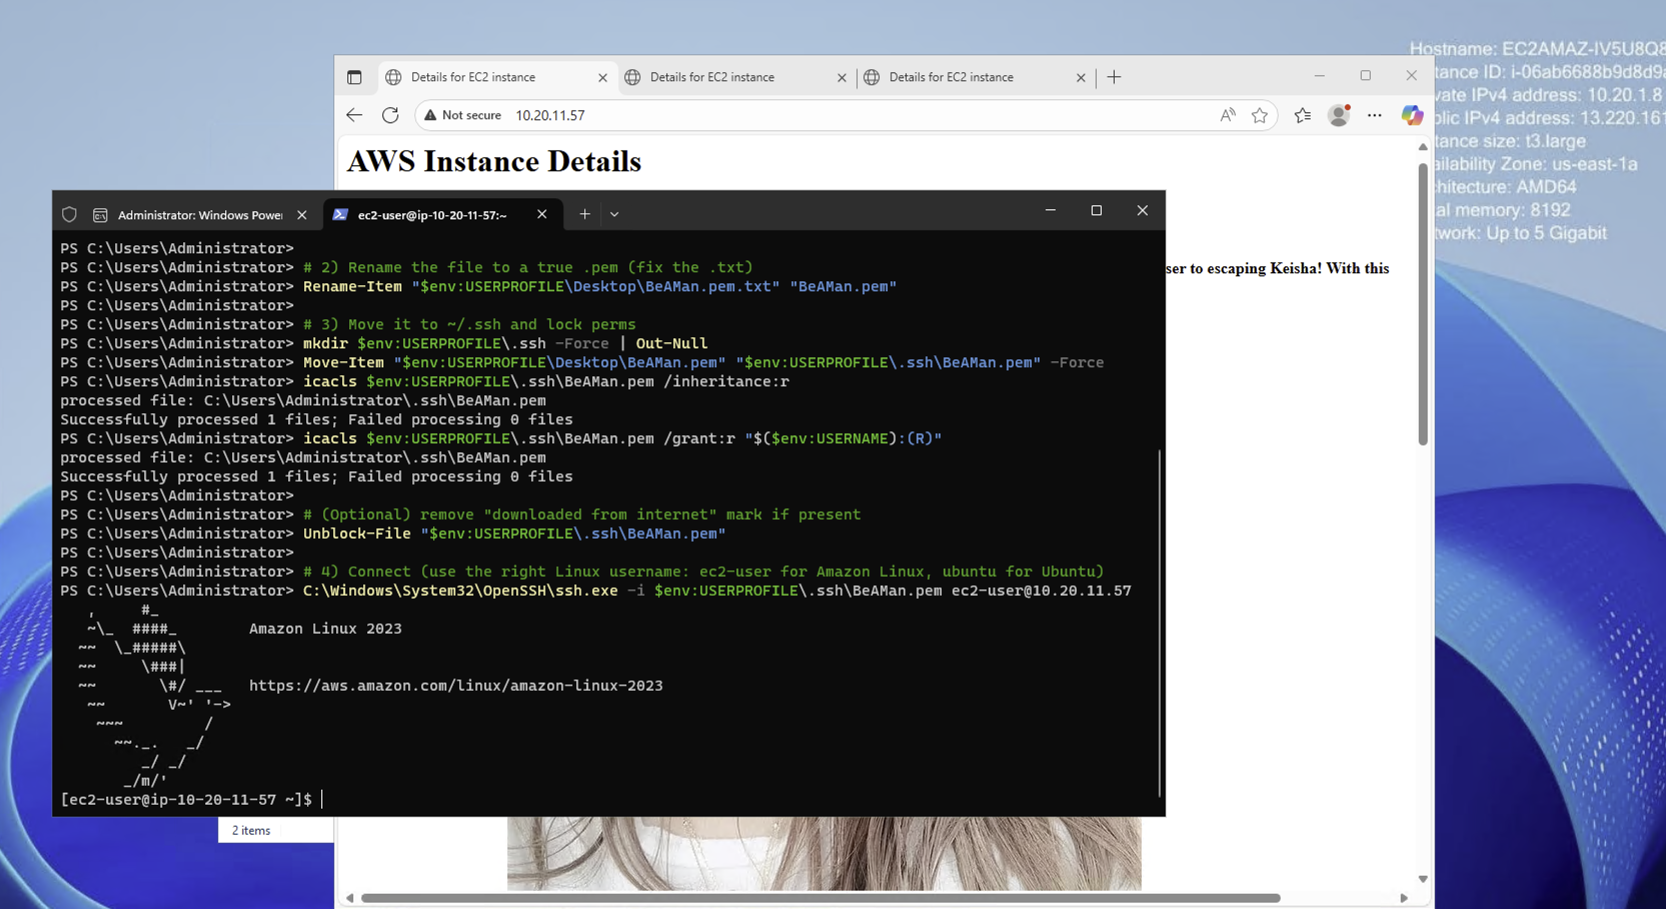 Hostname: EC2AMAZ-IV5U8Q8
tance ID: i-06ab6688b9d8d9a
vate IPv4 address: 10.20.1.8
blic IPv4 address: 13.220.161
tance size: t3.large
ailability Zone: us-east-1a
chitecture: AMD64
al memory: 8192
twork: Up to 5 Gigabit
Details for EC2 instance
Details for EC2 instance
Details for EC2 instance
Not secure 10.20.11.57
AWS Instance Details
ser to escaping Keisha! With this
Administrator: Windows Power
ec2-user@ip-10-20-11-57:~
PS C:\Users\Administrator>
PS C:\Users\Administrator> # 2) Rename the file to a true .pem (fix the .txt)
PS C:\Users\Administrator> Rename-Item "$env:USERPROFILE\Desktop\BeAMan.pem.txt" "BeAMan.pem"
PS C:\Users\Administrator>
PS C:\Users\Administrator> # 3) Move it to ~/.ssh and lock perms
PS C:\Users\Administrator> mkdir $env:USERPROFILE\.ssh -Force | Out-Null
PS C:\Users\Administrator> Move-Item "$env:USERPROFILE\Desktop\BeAMan.pem" "$env:USERPROFILE\.ssh\BeAMan.pem" -Force
PS C:\Users\Administrator> icacls $env:USERPROFILE\.ssh\BeAMan.pem /inheritance:r
processed file: C:\Users\Administrator\.ssh\BeAMan.pem
Successfully processed 1 files; Failed processing 0 files
PS C:\Users\Administrator> icacls $env:USERPROFILE\.ssh\BeAMan.pem /grant:r "$($env:USERNAME):(R)"
processed file: C:\Users\Administrator\.ssh\BeAMan.pem
Successfully processed 1 files; Failed processing 0 files
PS C:\Users\Administrator>
PS C:\Users\Administrator> # (Optional) remove "downloaded from internet" mark if present
PS C:\Users\Administrator> Unblock-File "$env:USERPROFILE\.ssh\BeAMan.pem"
PS C:\Users\Administrator>
PS C:\Users\Administrator> # 4) Connect (use the right Linux username: ec2-user for Amazon Linux, ubuntu for Ubuntu)
PS C:\Users\Administrator> C:\Windows\System32\OpenSSH\ssh.exe -i $env:USERPROFILE\.ssh\BeAMan.pem ec2-user@10.20.11.57
   ,     #_
   ~\_  ####_        Amazon Linux 2023
  ~~  \_#####\
  ~~     \###|
  ~~       \#/ ___   https://aws.amazon.com/linux/amazon-linux-2023
   ~~       V~' '->
    ~~~         /
      ~~._.   _/
         _/ _/
       _/m/'
[ec2-user@ip-10-20-11-57 ~]$
2 items